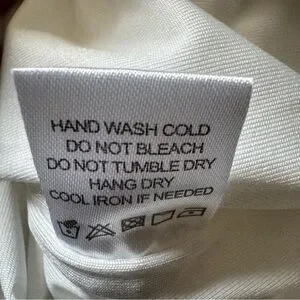 HAND WASH COLD
DO NOT BLEACH
DO NOT TUMBLE DRY
HANG DRY
COOL IRON IF NEEDED